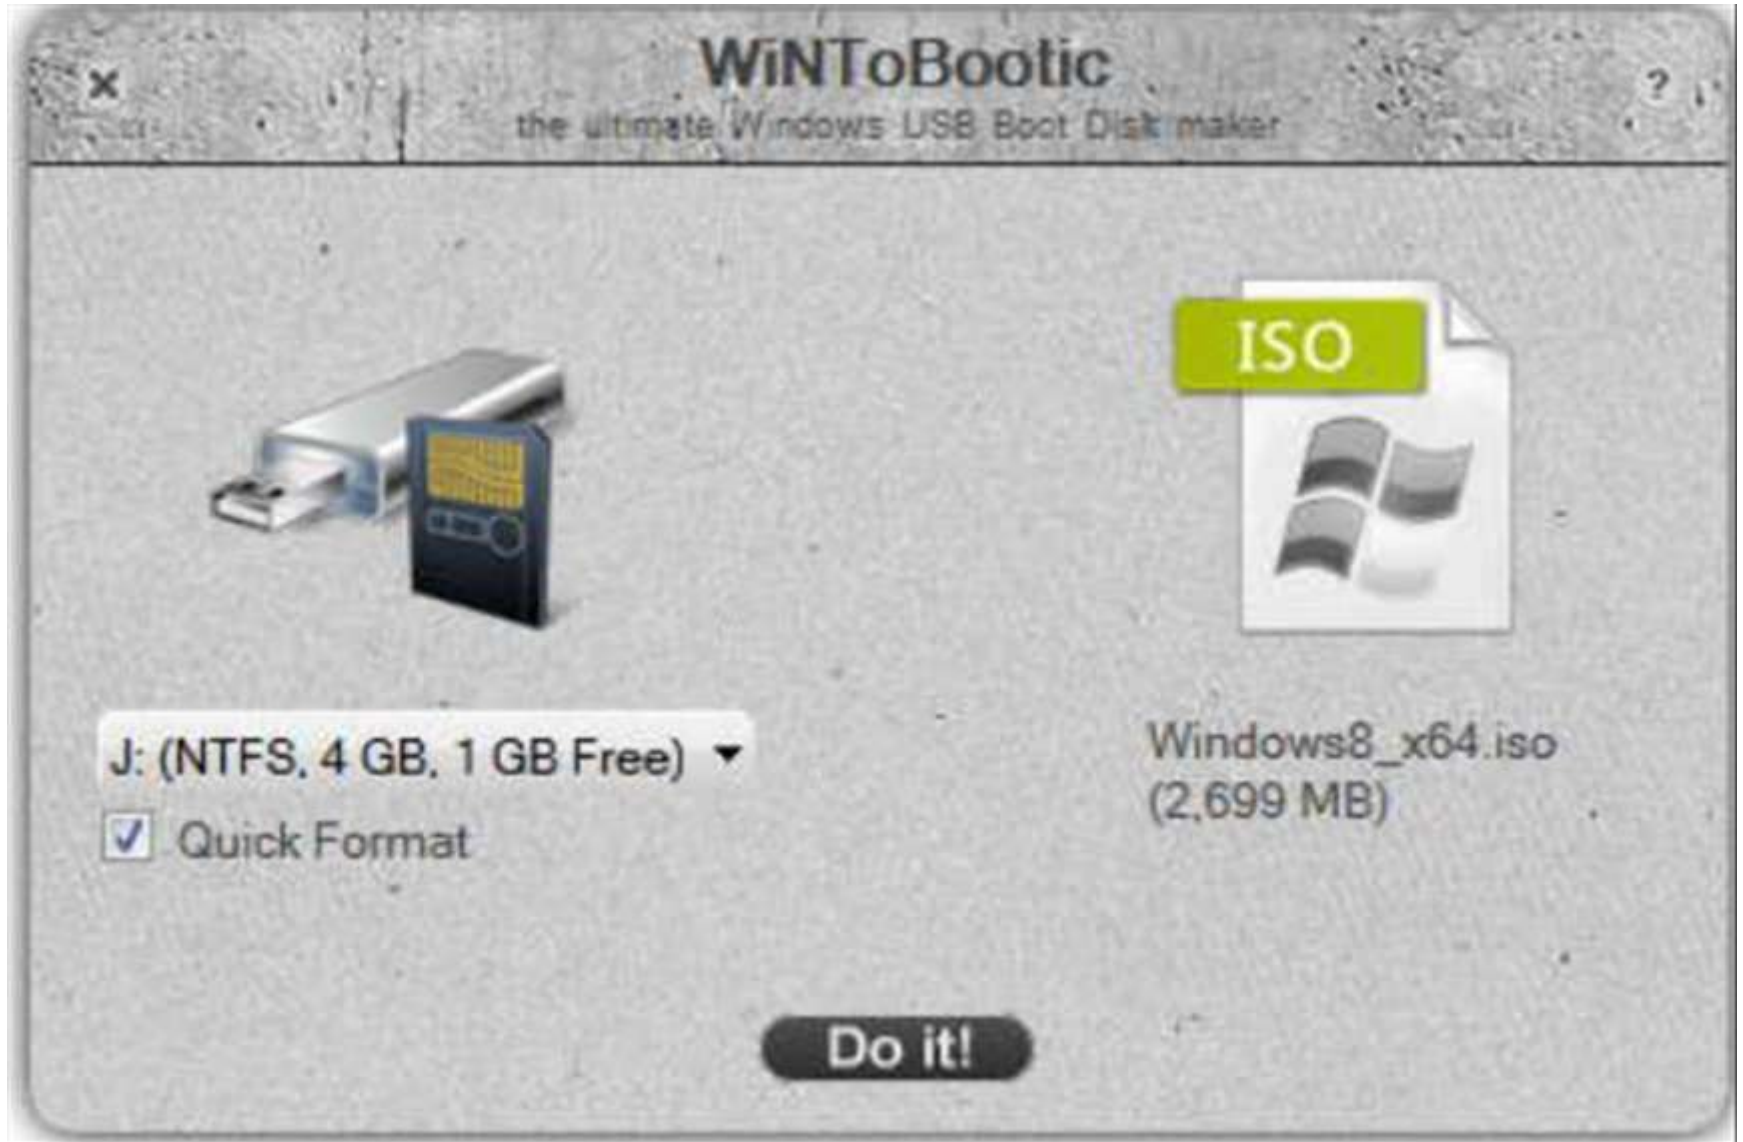 ×
WiNToBootic
?
the ultimate Windows USB Boot Disk maker
ISO
J: (NTFS, 4 GB, 1 GB Free)
Quick Format
Windows8_x64.iso
(2,699 MB)
Do it!